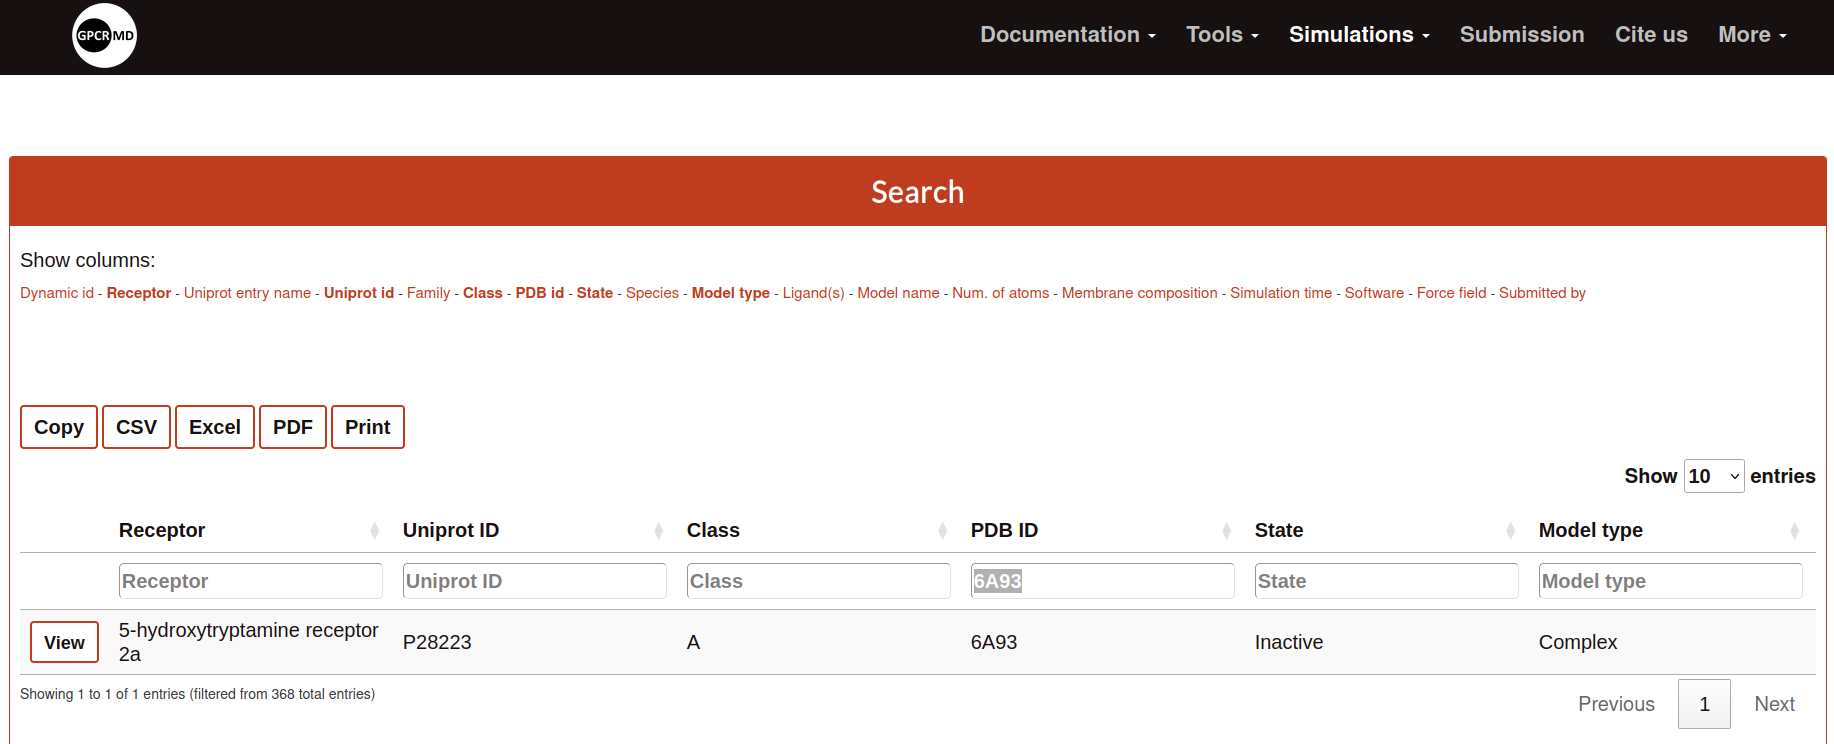 GPCR MD
Documentation Tools Simulations Submission Cite us More
Search
Show columns:
Dynamic id - Receptor - Uniprot entry name - Uniprot id - Family - Class - PDB id - State - Species - Model type - Ligand(s) - Model name - Num. of atoms - Membrane composition - Simulation time - Software - Force field - Submitted by
Copy CSV Excel PDF Print
Show 10 entries
Receptor Uniprot ID Class PDB ID State Model type
Receptor Uniprot ID Class 6A93 State Model type
View 5-hydroxytryptamine receptor 2a P28223 A 6A93 Inactive Complex
Showing 1 to 1 of 1 entries (filtered from 368 total entries)
Previous 1 Next